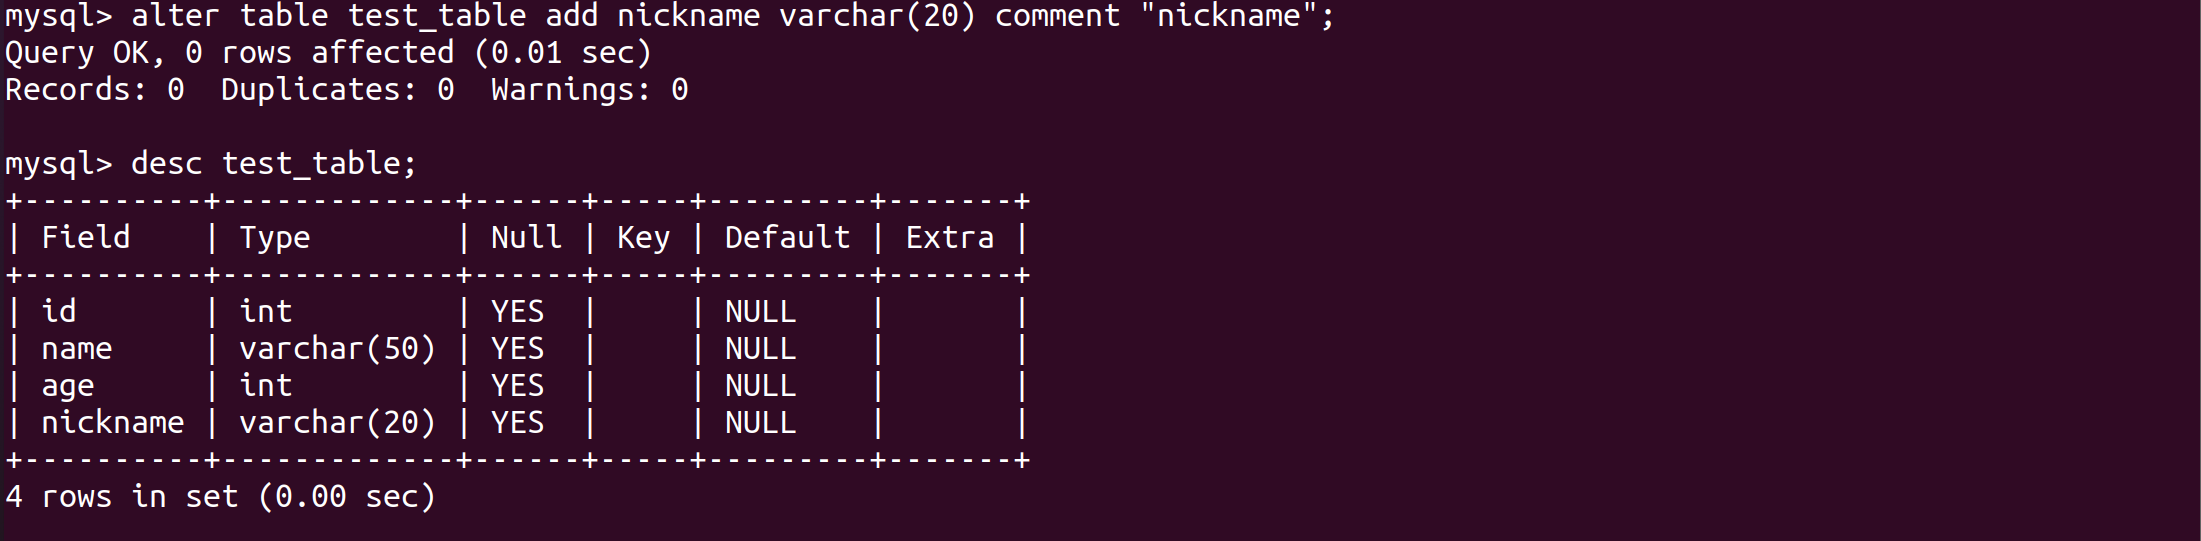 mysql> alter table test_table add nickname varchar(20) comment "nickname";
Query OK, 0 rows affected (0.01 sec)
Records: 0  Duplicates: 0  Warnings: 0

mysql> desc test_table;
+----------+-------------+------+-----+---------+-------+
| Field    | Type        | Null | Key | Default | Extra |
+----------+-------------+------+-----+---------+-------+
| id       | int         | YES  |     | NULL    |       |
| name     | varchar(50) | YES  |     | NULL    |       |
| age      | int         | YES  |     | NULL    |       |
| nickname | varchar(20) | YES  |     | NULL    |       |
+----------+-------------+------+-----+---------+-------+
4 rows in set (0.00 sec)